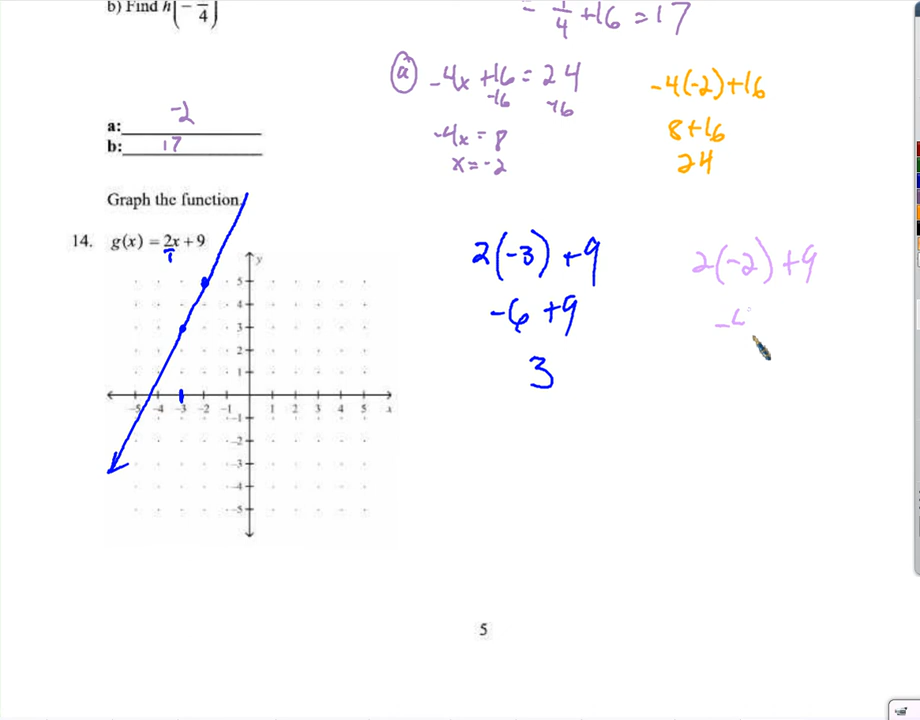 b) Find h[-1/4]
- 1/4 +16 = 17
ⓐ -4x +16 = 24
-16 -16
-4x = 8
x = -2
-4(-2)+16
8+16
24
a: -2
b: 17
Graph the function.
14. g(x) = 2x + 9
1
2(-3) +9
-6 +9
3
2(-2) +9
-4
y
5
4
3
2
1
-5 -4 -3 -2 -1 1 2 3 4 5 x
-1
-2
-3
-4
-5
5